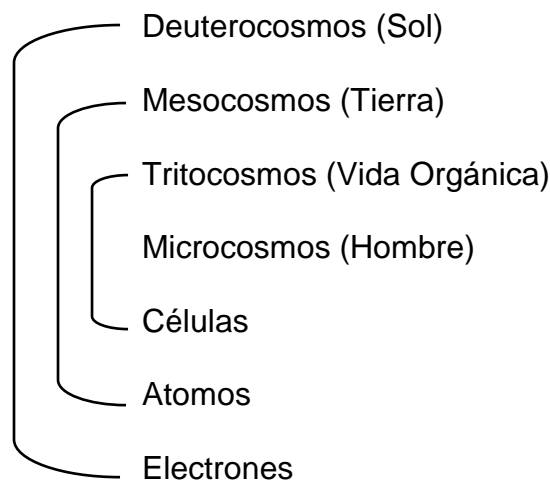 Deuterocosmos (Sol)
Mesocosmos (Tierra)
Tritocosmos (Vida Orgánica)
Microcosmos (Hombre)
Células
Atomos
Electrones